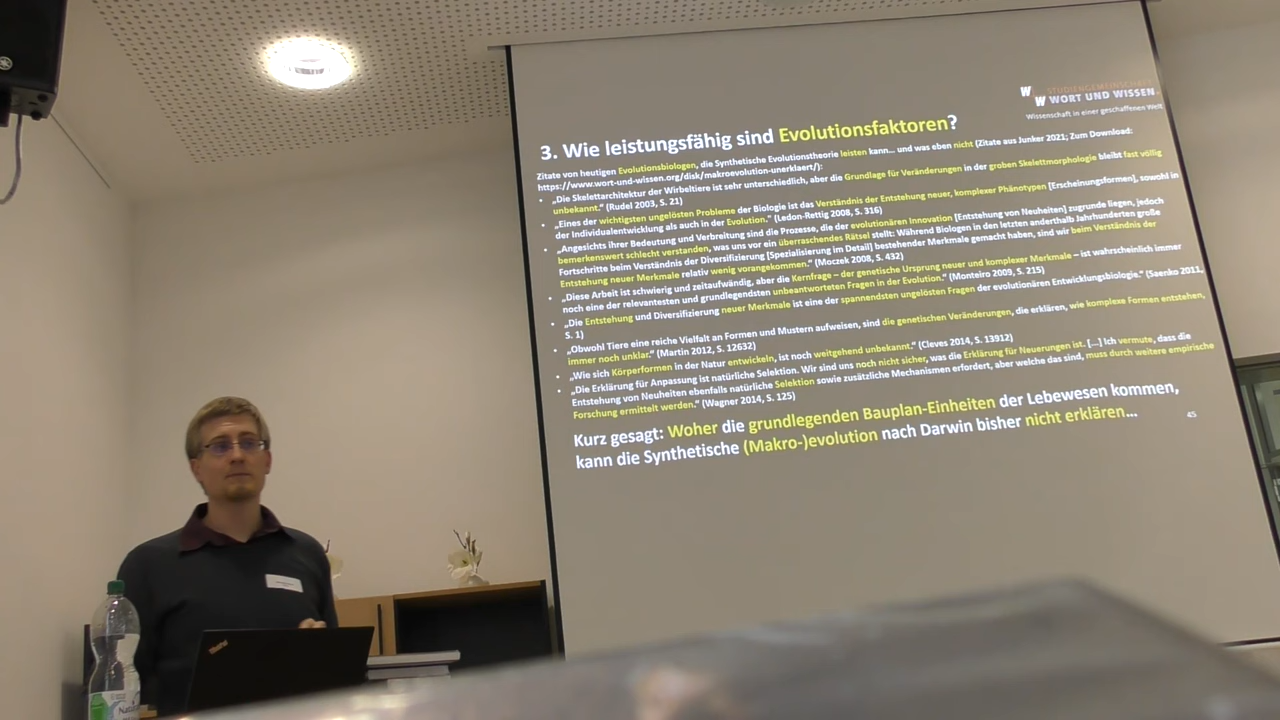 STUDIENGEMEINSCHAFT
W W WORT UND WISSEN.
Wissenschaft in einer geschaffenen Welt
3. Wie leistungsfähig sind Evolutionsfaktoren?
Zitate von heutigen Evolutionsbiologen, die Synthetische Evolutionstheorie leisten kann... und was eben nicht (Zitate aus Junker 2021; Zum Download:
https://www.wort-und-wissen.org/disk/makroevolution-unerklaert/):
• „Die Skelettarchitektur der Wirbeltiere ist sehr unterschiedlich, aber die Grundlage für Veränderungen in der groben Skelettmorphologie bleibt fast völlig
unbekannt.“ (Rudel 2003, S. 21)
• „Eines der wichtigsten ungelösten Probleme der Biologie ist das Verständnis der Entstehung neuer, komplexer Phänotypen [Erscheinungsformen], sowohl in
der Individualentwicklung als auch in der Evolution.“ (Ledon-Rettig 2008, S. 316)
• „Angesichts ihrer Bedeutung und Verbreitung sind die Prozesse, die der evolutionären Innovation [Entstehung von Neuheiten] zugrunde liegen, jedoch
bemerkenswert schlecht verstanden, was uns vor ein überraschendes Rätsel stellt: Während Biologen in den letzten anderthalb Jahrhunderten große
Fortschritte beim Verständnis der Diversifizierung [Spezialisierung im Detail] bestehender Merkmale gemacht haben, sind wir beim Verständnis der
Entstehung neuer Merkmale relativ wenig vorangekommen.“ (Moczek 2008, S. 432)
• „Diese Arbeit ist schwierig und zeitaufwändig, aber die Kernfrage – der genetische Ursprung neuer und komplexer Merkmale – ist wahrscheinlich immer
noch eine der relevantesten und grundlegendsten unbeantworteten Fragen in der Evolution.“ (Monteiro 2009, S. 215)
• „Die Entstehung und Diversifizierung neuer Merkmale ist eine der spannendsten ungelösten Fragen der evolutionären Entwicklungsbiologie.“ (Saenko 2011,
S. 1)
• „Obwohl Tiere eine reiche Vielfalt an Formen und Mustern aufweisen, sind die genetischen Veränderungen, die erklären, wie komplexe Formen entstehen,
immer noch unklar.“ (Martin 2012, S. 12632)
• „Wie sich Körperformen in der Natur entwickeln, ist noch weitgehend unbekannt.“ (Cleves 2014, S. 13912)
• „Die Erklärung für Anpassung ist natürliche Selektion. Wir sind uns noch nicht sicher, was die Erklärung für Neuerungen ist. [...] Ich vermute, dass die
Entstehung von Neuheiten ebenfalls natürliche Selektion sowie zusätzliche Mechanismen erfordert, aber welche das sind, muss durch weitere empirische
Forschung ermittelt werden.“ (Wagner 2014, S. 125)
Kurz gesagt: Woher die grundlegenden Bauplan-Einheiten der Lebewesen kommen,
kann die Synthetische (Makro-)evolution nach Darwin bisher nicht erklären...
45
ThinkPad